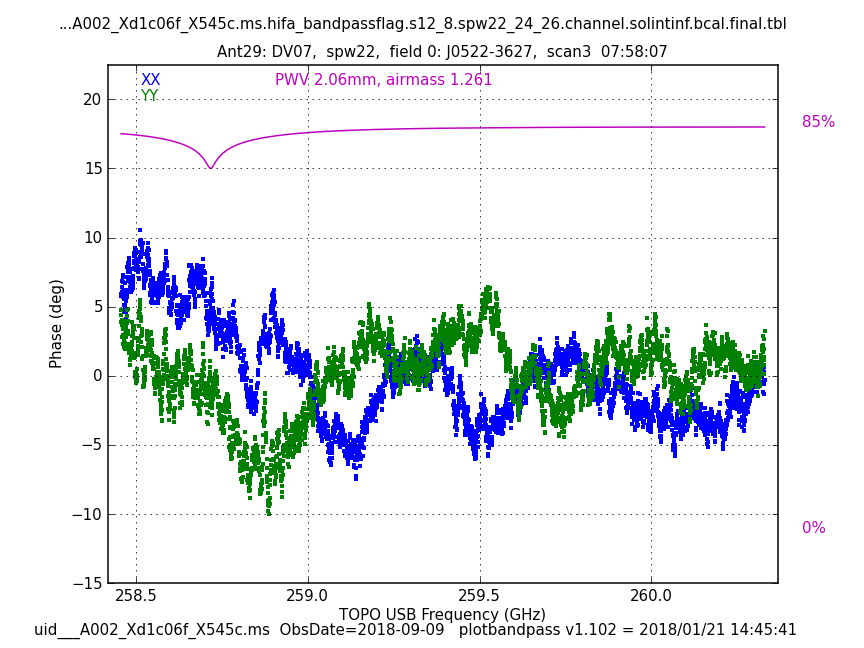 ...A002_Xd1c06f_X545c.ms.hifa_bandpassflag.s12_8.spw22_24_26.channel.solintinf.bcal.final.tbl
Ant29: DV07,  spw22,  field 0: J0522-3627,  scan3  07:58:07
XX
PWV 2.06mm, airmass 1.261
YY
20
85%
15
10
5
0
−5
−10
0%
−15
Phase (deg)
258.5 259.0 259.5 260.0
TOPO USB Frequency (GHz)
uid___A002_Xd1c06f_X545c.ms  ObsDate=2018-09-09   plotbandpass v1.102 = 2018/01/21 14:45:41